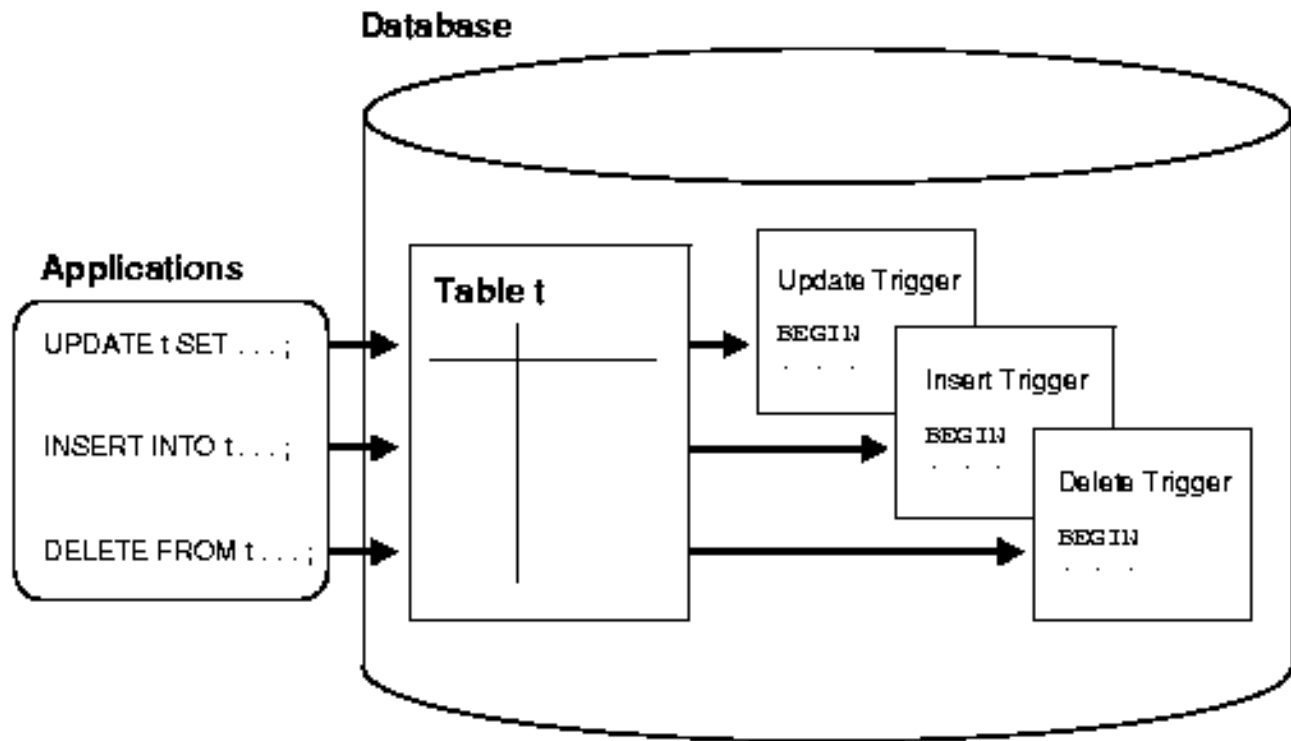 Database
Applications
UPDATE t SET . . . ;
INSERT INTO t . . . ;
DELETE FROM t . . . ;
Table t
Update Trigger
BEGIN
. . .
Insert Trigger
BEGIN
. . .
Delete Trigger
BEGIN
. . .